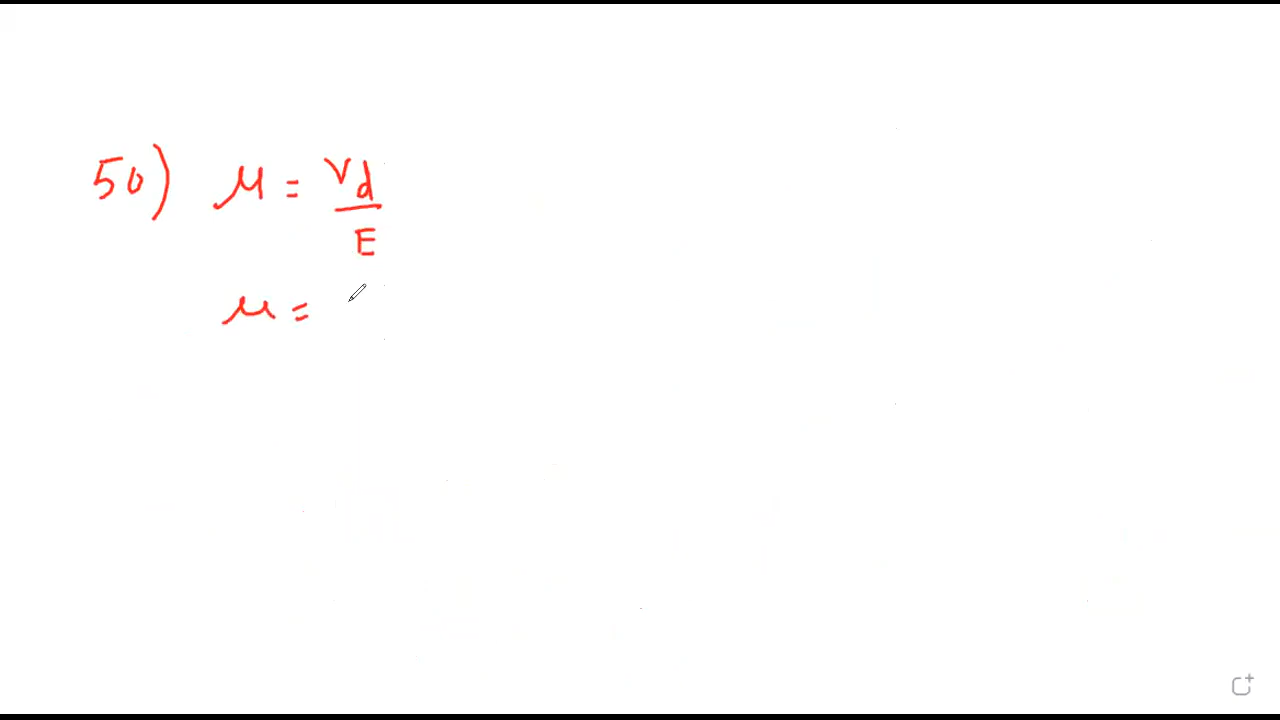 50) μ = vd
E
μ =